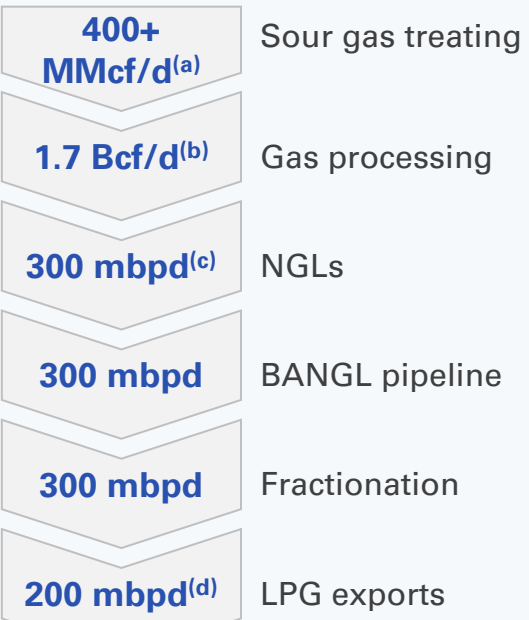 400+
MMcf/d(a)
Sour gas treating
1.7 Bcf/d(b)
Gas processing
300 mbpd(c)
NGLs
300 mbpd
BANGL pipeline
300 mbpd
Fractionation
200 mbpd(d)
LPG exports